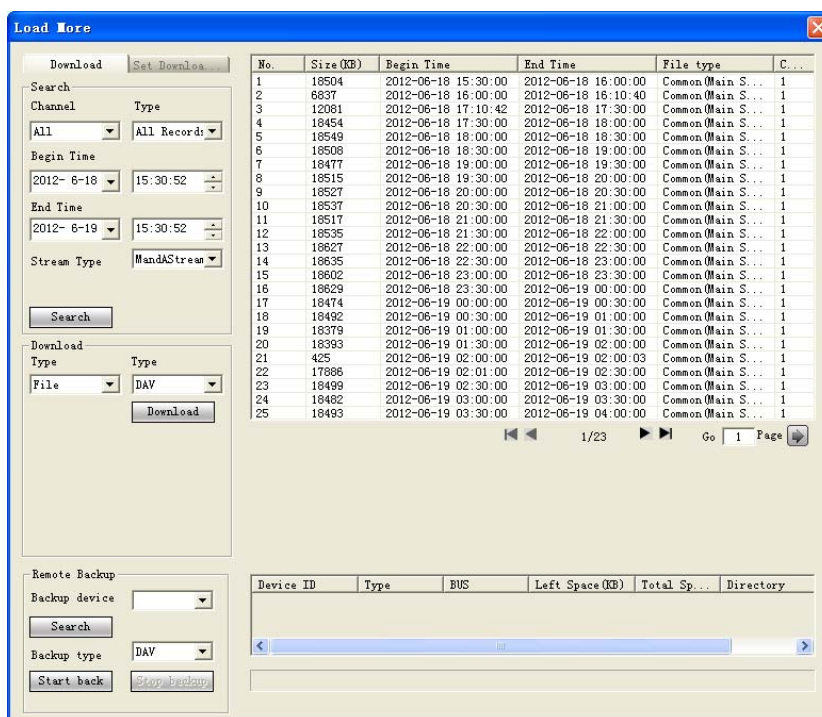 Load More
Download Set Downloa...
Search
Channel Type
All All Records
Begin Time
2012- 6-18 15:30:52
End Time
2012- 6-19 15:30:52
Stream Type MandAStream
Search
Download
Type Type
File DAV
Download
Remote Backup
Backup device
Search
Backup type DAV
Start back Stop backup
No. Size(KB) Begin Time End Time File type C...
1 18504 2012-06-18 15:30:00 2012-06-18 16:00:00 Common(Main S... 1
2 6837 2012-06-18 16:00:00 2012-06-18 16:10:40 Common(Main S... 1
3 12081 2012-06-18 17:10:42 2012-06-18 17:30:00 Common(Main S... 1
4 18454 2012-06-18 17:30:00 2012-06-18 18:00:00 Common(Main S... 1
5 18549 2012-06-18 18:00:00 2012-06-18 18:30:00 Common(Main S... 1
6 18508 2012-06-18 18:30:00 2012-06-18 19:00:00 Common(Main S... 1
7 18477 2012-06-18 19:00:00 2012-06-18 19:30:00 Common(Main S... 1
8 18515 2012-06-18 19:30:00 2012-06-18 20:00:00 Common(Main S... 1
9 18527 2012-06-18 20:00:00 2012-06-18 20:30:00 Common(Main S... 1
10 18537 2012-06-18 20:30:00 2012-06-18 21:00:00 Common(Main S... 1
11 18517 2012-06-18 21:00:00 2012-06-18 21:30:00 Common(Main S... 1
12 18535 2012-06-18 21:30:00 2012-06-18 22:00:00 Common(Main S... 1
13 18627 2012-06-18 22:00:00 2012-06-18 22:30:00 Common(Main S... 1
14 18635 2012-06-18 22:30:00 2012-06-18 23:00:00 Common(Main S... 1
15 18602 2012-06-18 23:00:00 2012-06-18 23:30:00 Common(Main S... 1
16 18629 2012-06-18 23:30:00 2012-06-19 00:00:00 Common(Main S... 1
17 18474 2012-06-19 00:00:00 2012-06-19 00:30:00 Common(Main S... 1
18 18492 2012-06-19 00:30:00 2012-06-19 01:00:00 Common(Main S... 1
19 18379 2012-06-19 01:00:00 2012-06-19 01:30:00 Common(Main S... 1
20 18393 2012-06-19 01:30:00 2012-06-19 02:00:00 Common(Main S... 1
21 425 2012-06-19 02:00:00 2012-06-19 02:00:03 Common(Main S... 1
22 17886 2012-06-19 02:01:00 2012-06-19 02:30:00 Common(Main S... 1
23 18499 2012-06-19 02:30:00 2012-06-19 03:00:00 Common(Main S... 1
24 18482 2012-06-19 03:00:00 2012-06-19 03:30:00 Common(Main S... 1
25 18493 2012-06-19 03:30:00 2012-06-19 04:00:00 Common(Main S... 1
1/23 Go 1 Page
Device ID Type BUS Left Space(KB) Total Sp... Directory